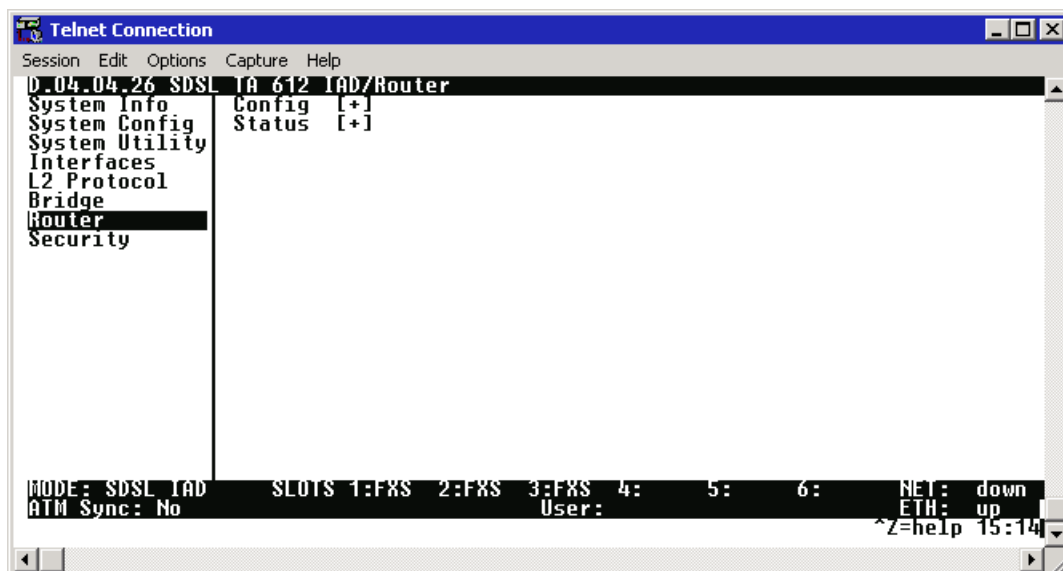 Telnet Connection
Session Edit Options Capture Help
D.04.04.26 SDSL TA 612 IAD/Router
System Info Config [+]
System Config Status [+]
System Utility
Interfaces
L2 Protocol
Bridge
Router
Security
MODE: SDSL IAD SLOTS 1:FXS 2:FXS 3:FXS 4: 5: 6: NET: down
ATM Sync: No User: ETH: up
^Z=help 15:14